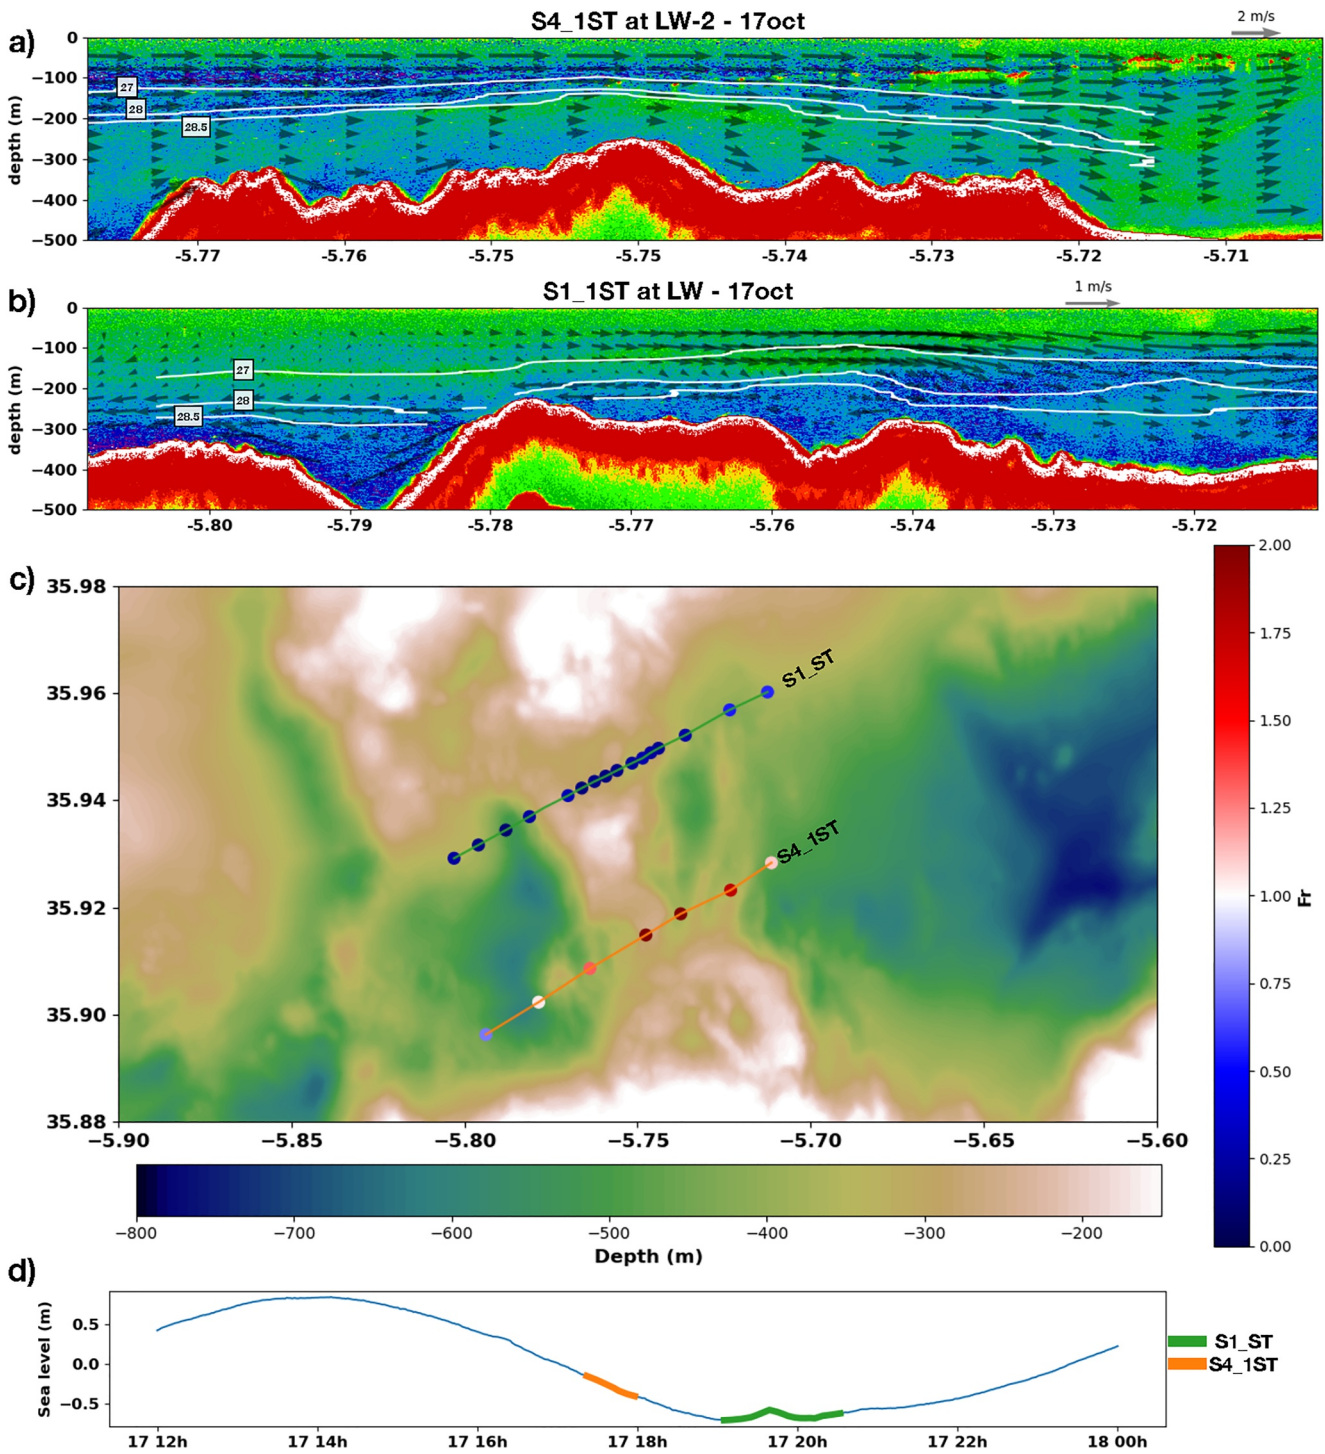 S4_1ST at LW-2 - 17oct
2 m/s
a)
0
−100
−200
−300
−400
−500
depth (m)
27
28
28.5
-5.77 -5.76 -5.75 -5.75 -5.74 -5.73 -5.72 -5.71
S1_1ST at LW - 17oct
1 m/s
b)
0
−100
−200
−300
−400
−500
depth (m)
27
28
28.5
-5.80 -5.79 -5.78 -5.77 -5.76 -5.74 -5.73 -5.72
c)
35.98
35.96
35.94
35.92
35.90
35.88
S1_ST
S4_1ST
−5.90 −5.85 −5.80 −5.75 −5.70 −5.65 −5.60
2.00
1.75
1.50
1.25
1.00
0.75
0.50
0.25
0.00
Fr
−800 −700 −600 −500 −400 −300 −200
Depth (m)
d)
0.5
0.0
−0.5
Sea level (m)
S1_ST
S4_1ST
17 12h 17 14h 17 16h 17 18h 17 20h 17 22h 18 00h